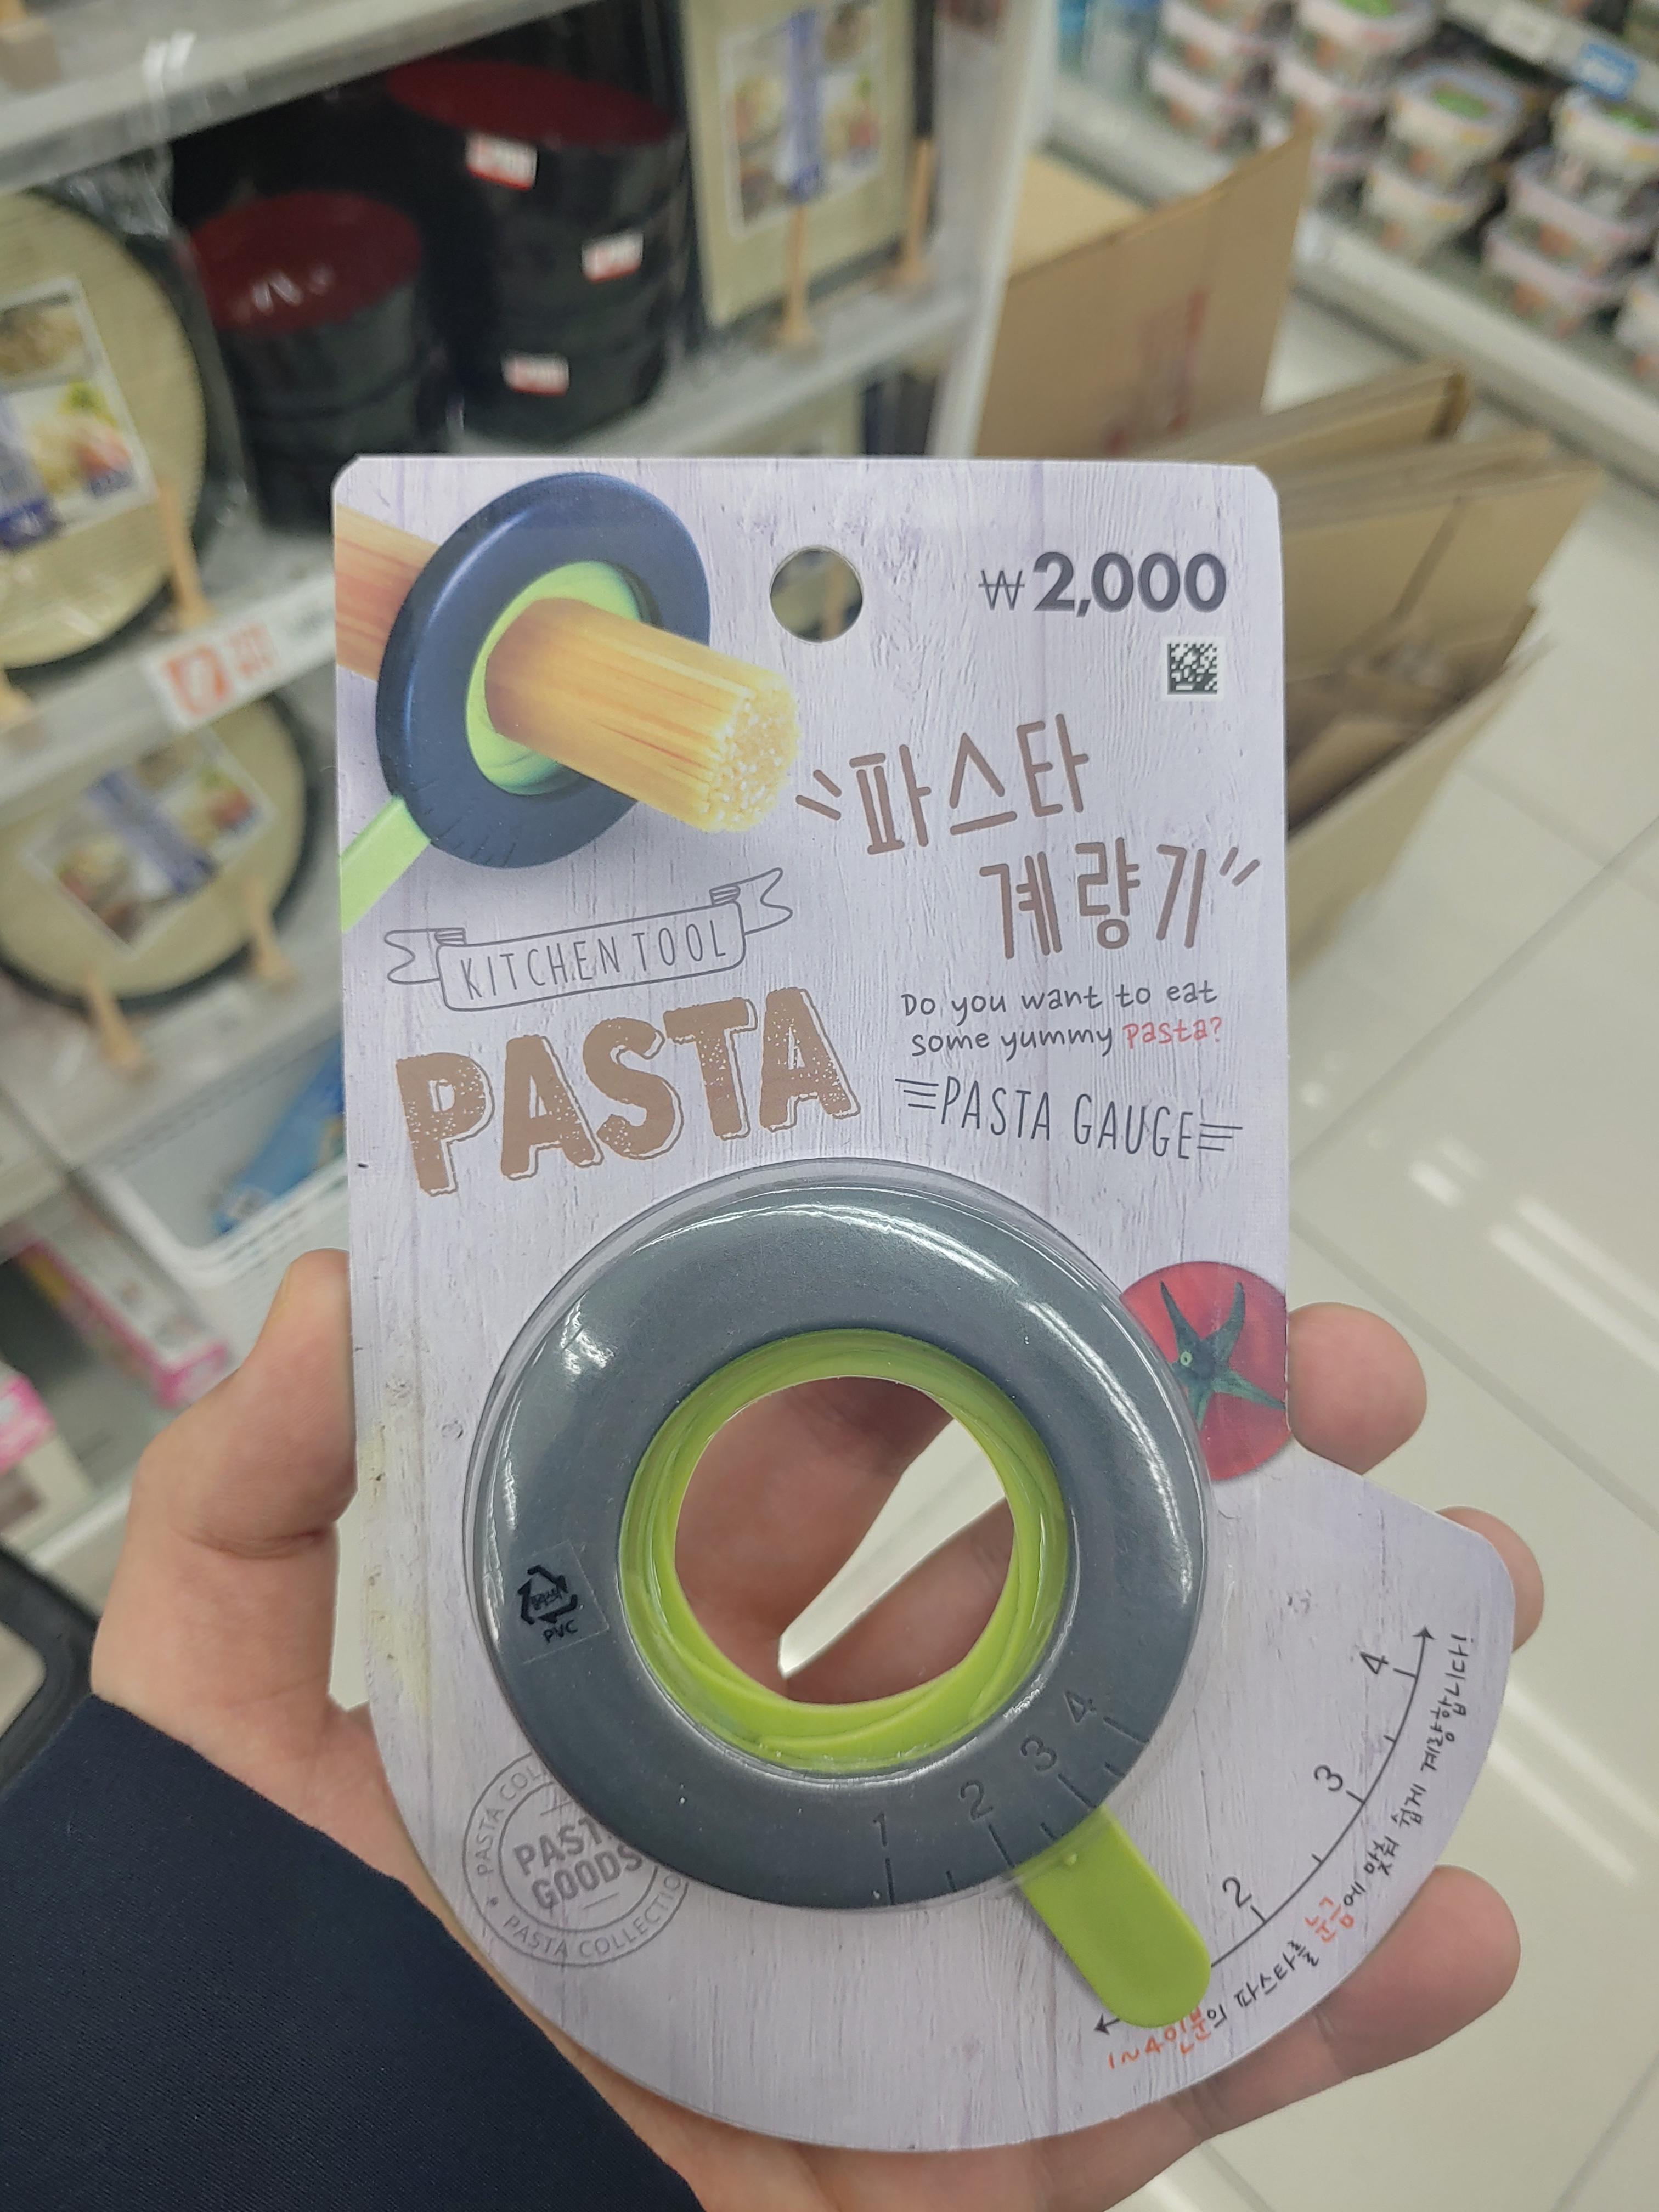 ₩2,000
파스타
계량기
KITCHEN TOOL
PASTA
Do you want to eat
some yummy pasta?
PASTA GAUGE
PVC
1 2 3 4
2 3 4
1~4인분의 파스타를 눈금에 맞춰 쉽게 계량합니다!
PASTA
PAST
GOODS
PASTA COLLECTIO